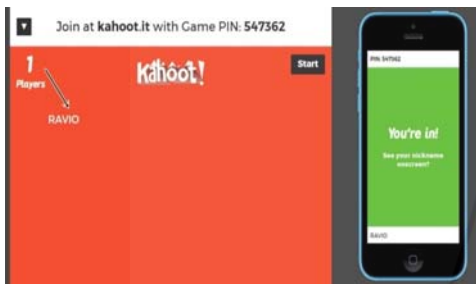 Join at kahoot.it with Game PIN: 547362
1
Players
RAVIO
Kahoot!
Start
PIN: 547362
You're in!
See your nickname
onscreen?
RAVIO